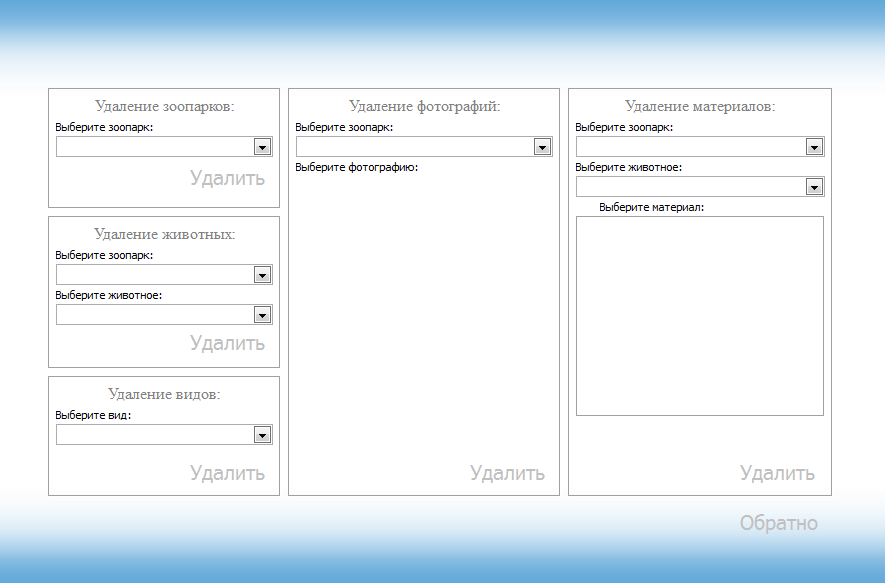 Удаление зоопарков:
Выберите зоопарк:
Удалить
Удаление животных:
Выберите зоопарк:
Выберите животное:
Удалить
Удаление видов:
Выберите вид:
Удалить
Удаление фотографий:
Выберите зоопарк:
Выберите фотографию:
Удалить
Удаление материалов:
Выберите зоопарк:
Выберите животное:
Выберите материал:
Удалить
Обратно